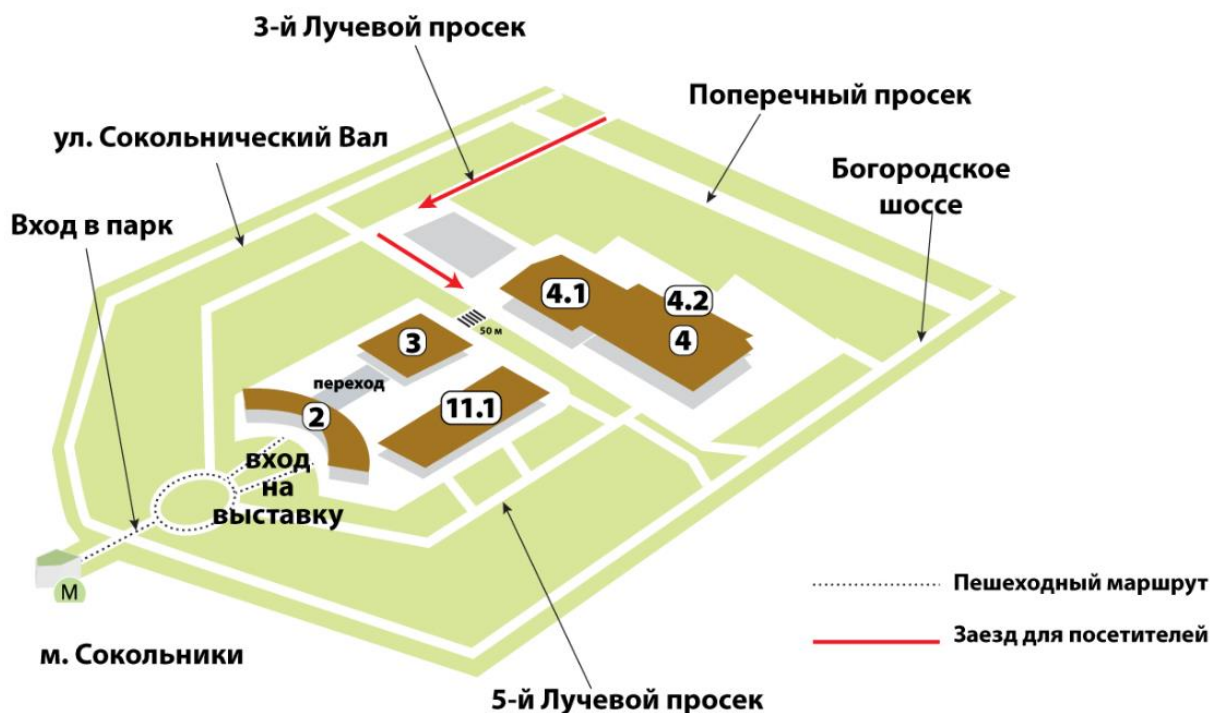 3-й Лучевой просек
Поперечный просек
ул. Сокольнический Вал
Богородское
шоссе
Вход в парк
4.1
4.2
4
50 м
3
переход
11.1
2
вход
на
выставку
М
Пешеходный маршрут
Заезд для посетителей
м. Сокольники
5-й Лучевой просек